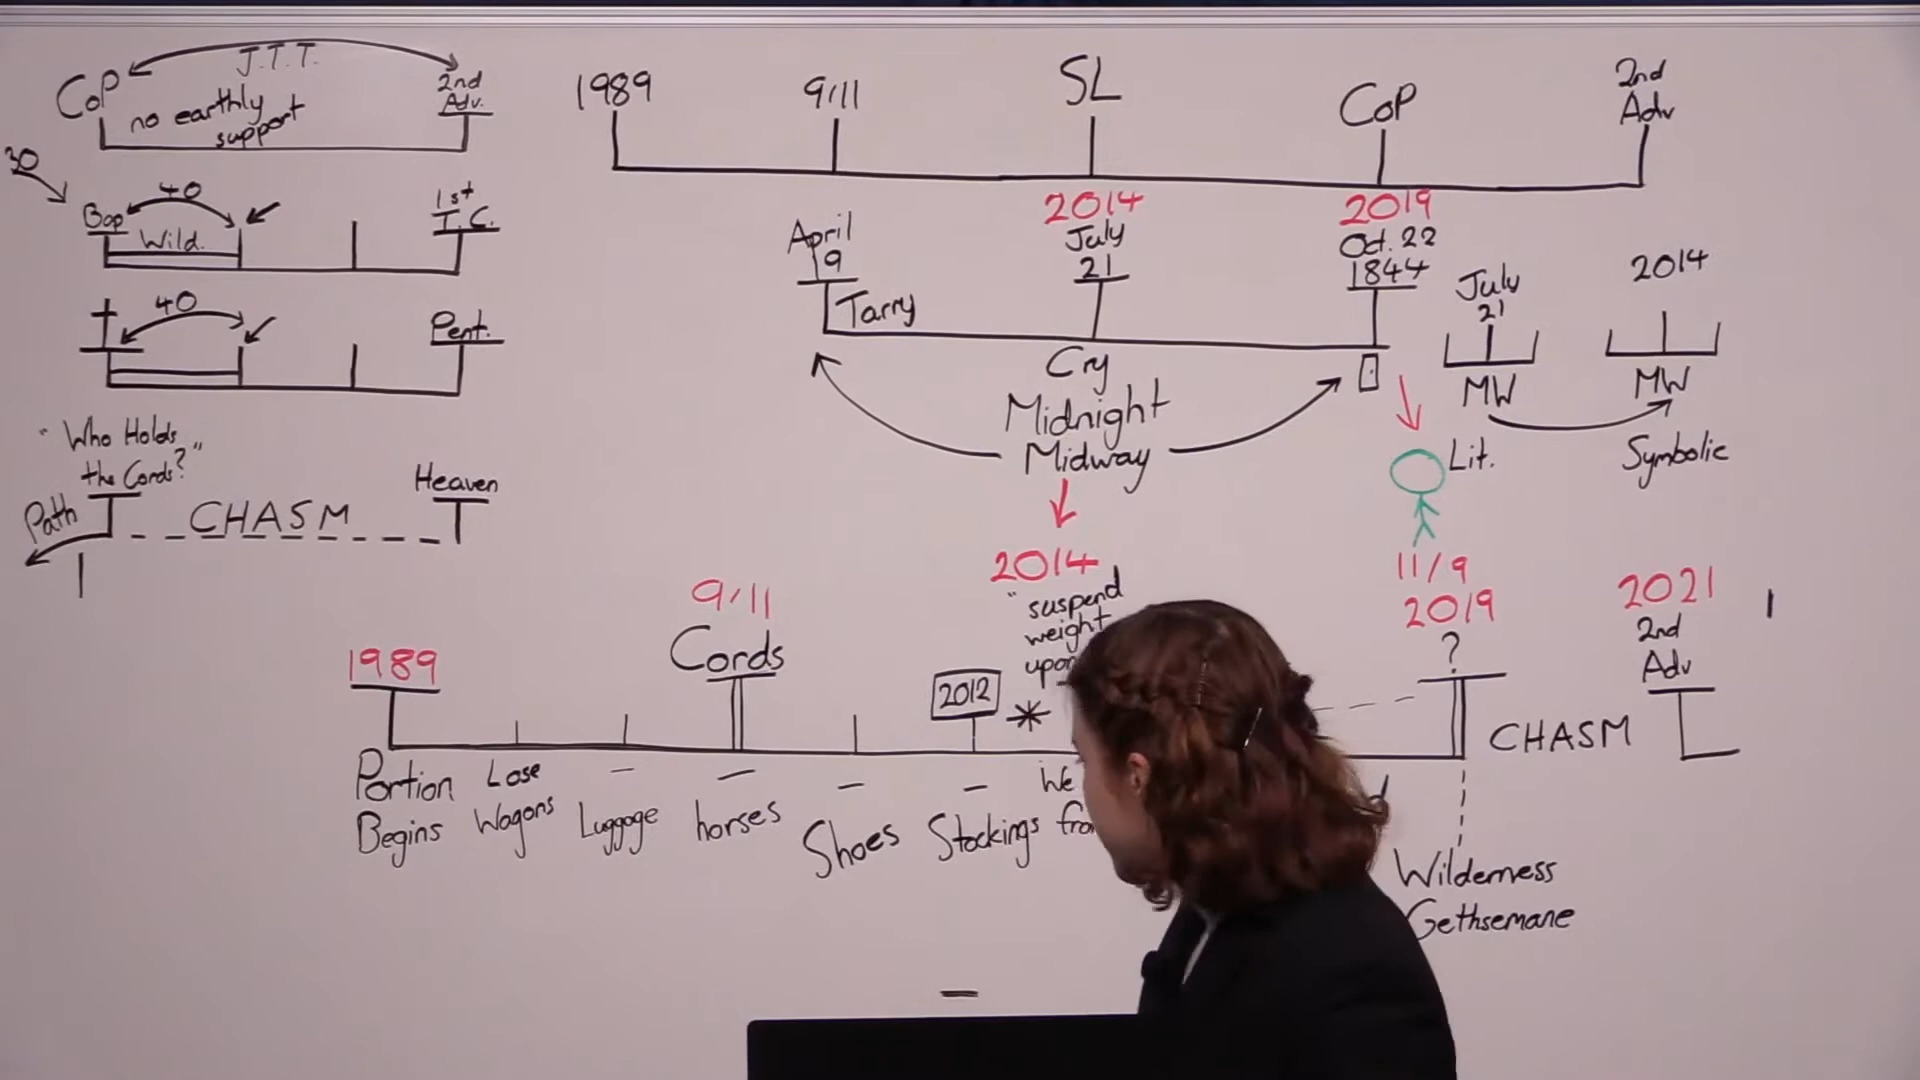 J.T.T.
CoP
2nd
Adv.
no earthly
support
30
Bap
40
Wild.
1st
T.C.
40
Pent.
"Who Holds
the Cords?"
Path
CHASM
Heaven
1989
9/11
SL
CoP
2nd
Adv
April
9
Tarry
2014
July
21
2019
Oct. 22
1844
Cry
Midnight
Midway
July
21
MW
2014
MW
Symbolic
Lit.
1989
9/11
Cords
2012
2014
"suspend
weight
upon
11/9
2019
?
CHASM
2021
2nd
Adv
Portion
Begins
Lose
Wagons
Luggage
horses
Shoes
Stockings
We
Wilderness
Gethsemane